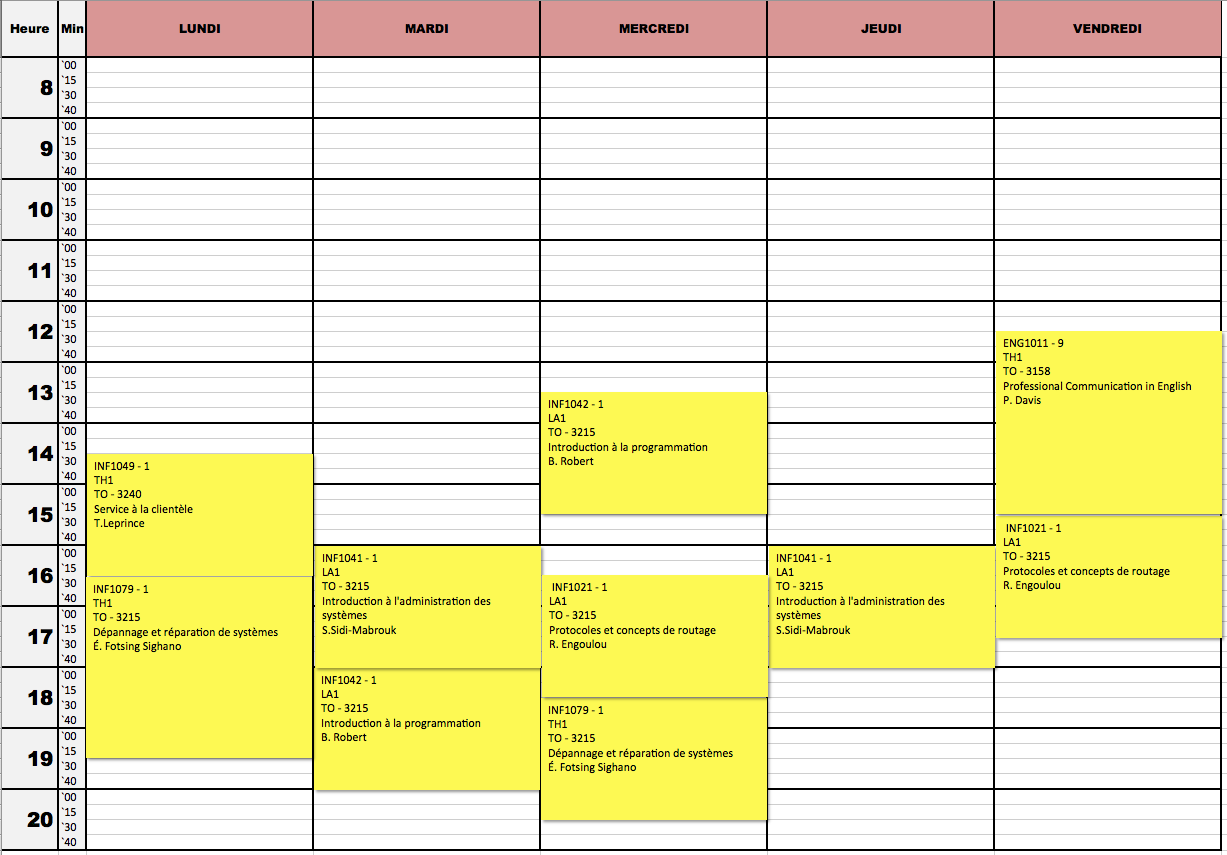 Heure Min LUNDI MARDI MERCREDI JEUDI VENDREDI
8
`00
`15
`30
`40
9
`00
`15
`30
`40
10
`00
`15
`30
`40
11
`00
`15
`30
`40
12
`00
`15
`30
`40
13
`00
`15
`30
`40
14
`00
`15
`30
`40
15
`00
`15
`30
`40
16
`00
`15
`30
`40
17
`00
`15
`30
`40
18
`00
`15
`30
`40
19
`00
`15
`30
`40
20
`00
`15
`30
`40
INF1049 - 1
TH1
TO - 3240
Service à la clientèle
T.Leprince
INF1079 - 1
TH1
TO - 3215
Dépannage et réparation de systèmes
É. Fotsing Sighano
INF1041 - 1
LA1
TO - 3215
Introduction à l'administration des
systèmes
S.Sidi-Mabrouk
INF1042 - 1
LA1
TO - 3215
Introduction à la programmation
B. Robert
INF1042 - 1
LA1
TO - 3215
Introduction à la programmation
B. Robert
INF1021 - 1
LA1
TO - 3215
Protocoles et concepts de routage
R. Engoulou
INF1079 - 1
TH1
TO - 3215
Dépannage et réparation de systèmes
É. Fotsing Sighano
INF1041 - 1
LA1
TO - 3215
Introduction à l'administration des
systèmes
S.Sidi-Mabrouk
ENG1011 - 9
TH1
TO - 3158
Professional Communication in English
P. Davis
INF1021 - 1
LA1
TO - 3215
Protocoles et concepts de routage
R. Engoulou